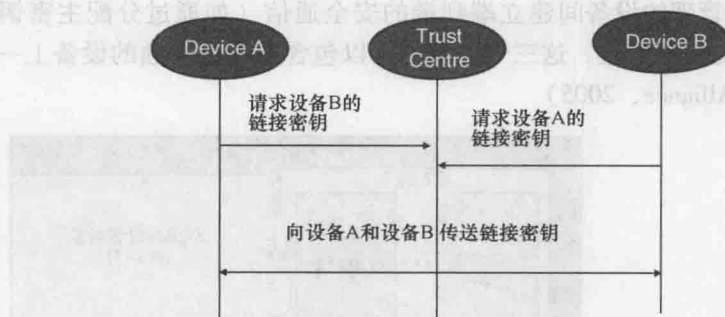 Device A
Trust
Centre
Device B
请求设备B的
链接密钥
请求设备A的
链接密钥
向设备A和设备B传送链接密钥